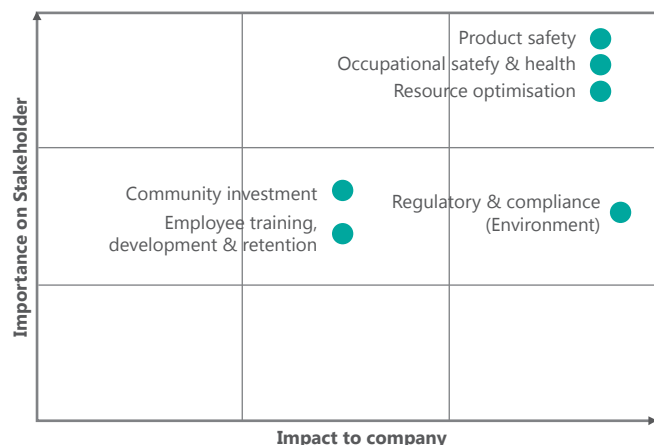 Importance on Stakeholder
Product safety
Occupational satefy & health
Resource optimisation
Community investment
Employee training,
development & retention
Regulatory & compliance
(Environment)
Impact to company